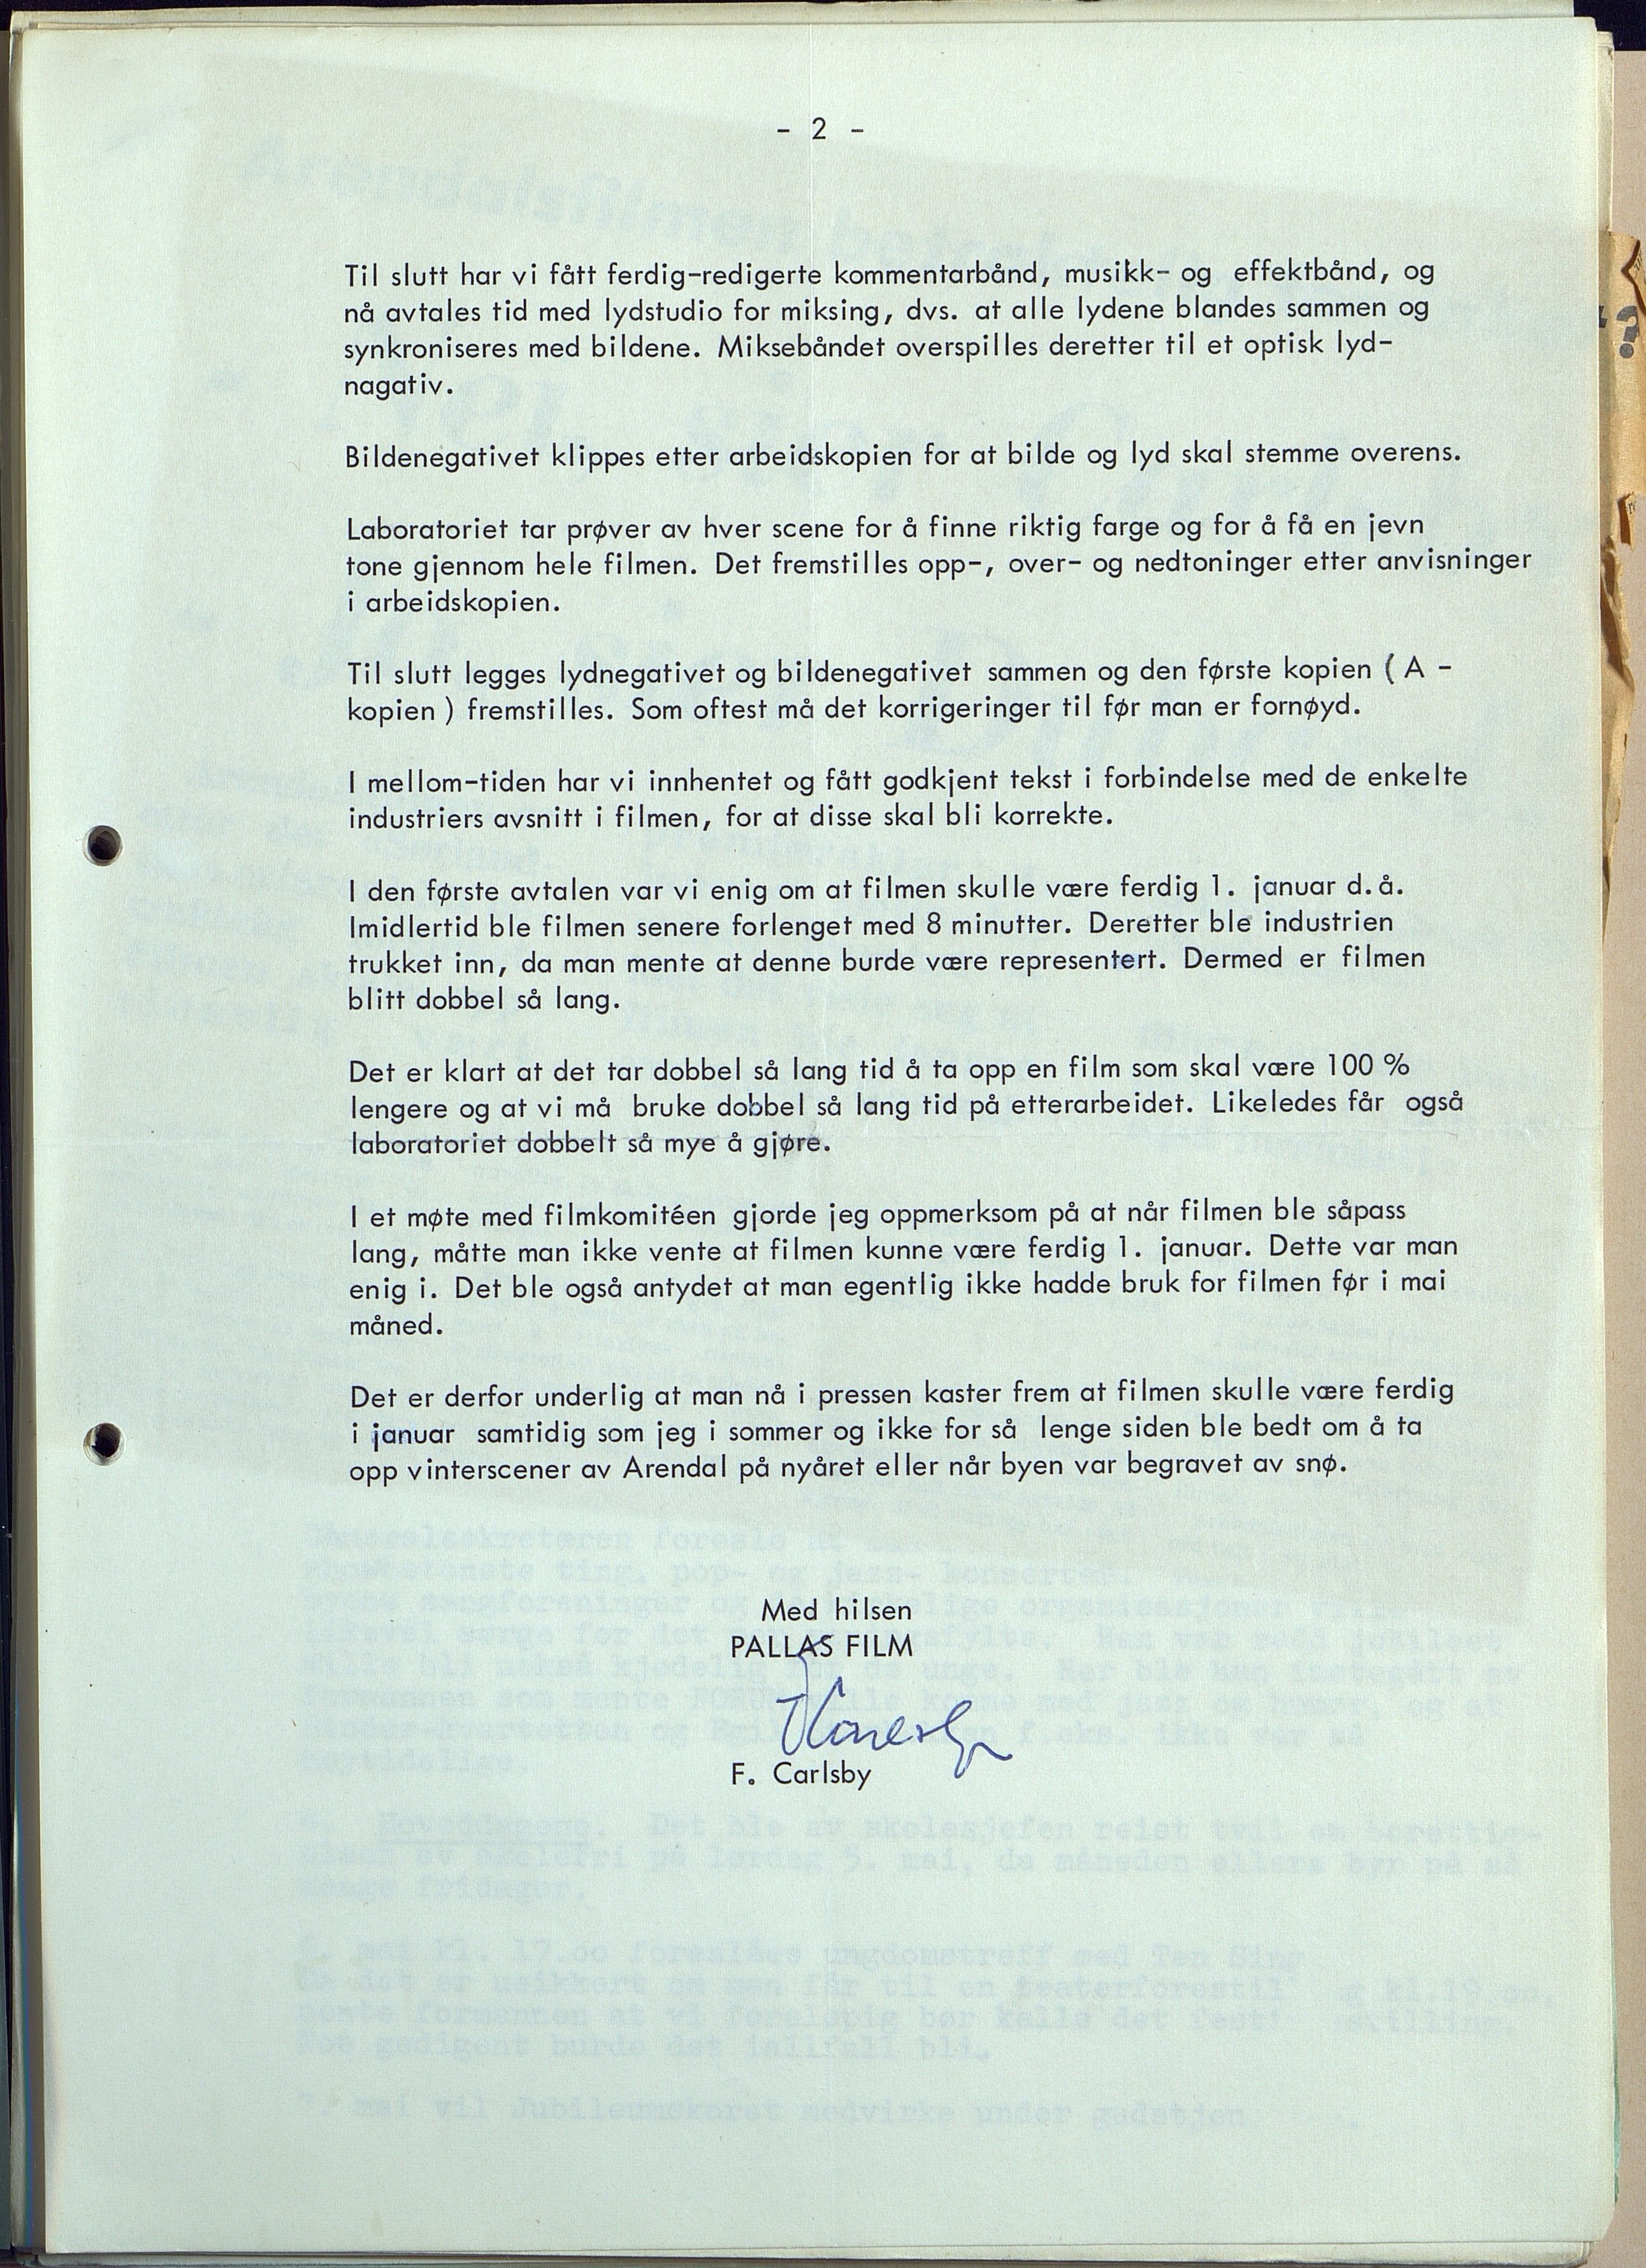 - 2 -
Til slutt har vi fått ferdig-redigerte kommentarbånd, musikk- og effektbånd, og
nå avtales tid med lydstudio for miksing, dvs. at alle lydene blandes sammen og
synkroniseres med bildene. Miksebåndet overspilles deretter til et optisk lyd-
nagativ.
Bildenegativet klippes etter arbeidskopien for at bilde og lyd skal stemme overens.
Laboratoriet tar prøver av hver scene for å finne riktig farge og for å få en jevn
tone gjennom hele filmen. Det fremstilles opp-, over- og nedtoninger etter anvisninger
i arbeidskopien.
Til slutt legges lydnegativet og bildenegativet sammen og den første kopien ( A -
kopien ) fremstilles. Som oftest må det korrigeringer til før man er fornøyd.
I mellom-tiden har vi innhentet og fått godkjent tekst i forbindelse med de enkelte
industriers avsnitt i filmen, for at disse skal bli korrekte.
I den første avtalen var vi enig om at filmen skulle være ferdig 1. januar d.å.
Imidlertid ble filmen senere forlenget med 8 minutter. Deretter ble industrien
trukket inn, da man mente at denne burde være representert. Dermed er filmen
blitt dobbel så lang.
Det er klart at det tar dobbel så lang tid å ta opp en film som skal være 100 %
lengere og at vi må bruke dobbel så lang tid på etterarbeidet. Likeledes får også
laboratoriet dobbelt så mye å gjøre.
I et møte med filmkomitéen gjorde jeg oppmerksom på at når filmen ble såpass
lang, måtte man ikke vente at filmen kunne være ferdig 1. januar. Dette var man
enig i. Det ble også antydet at man egentlig ikke hadde bruk for filmen før i mai
måned.
Det er derfor underlig at man nå i pressen kaster frem at filmen skulle være ferdig
i januar samtidig som jeg i sommer og ikke for så lenge siden ble bedt om å ta
opp vinterscener av Arendal på nyåret eller når byen var begravet av snø.
Med hilsen
PALLAS FILM
F. Carlsby